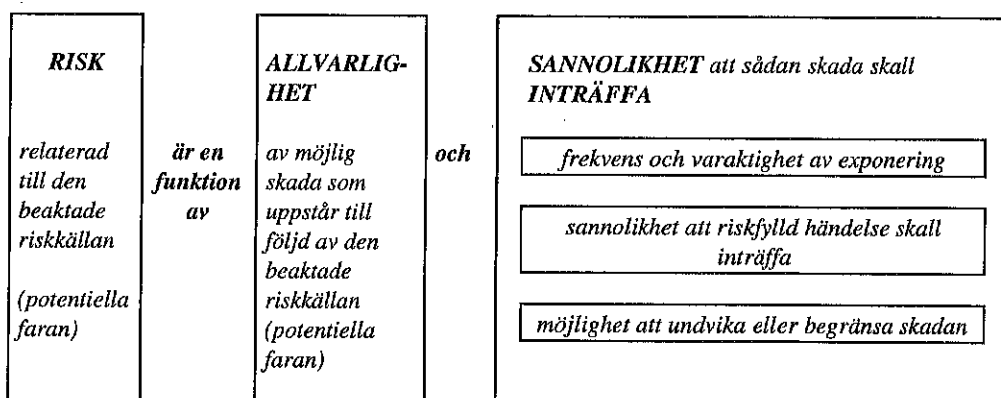 RISK
relaterad
till den
beaktade
riskkällan
(potentiella
faran)
är en
funktion
av
ALLVARLIG-
HET
av möjlig
skada som
uppstår till
följd av den
beaktade
riskkällan
(potentiella
faran)
och
SANNOLIKHET att sådan skada skall
INTRÄFFA
frekvens och varaktighet av exponering
sannolikhet att riskfylld händelse skall
inträffa
möjlighet att undvika eller begränsa skadan